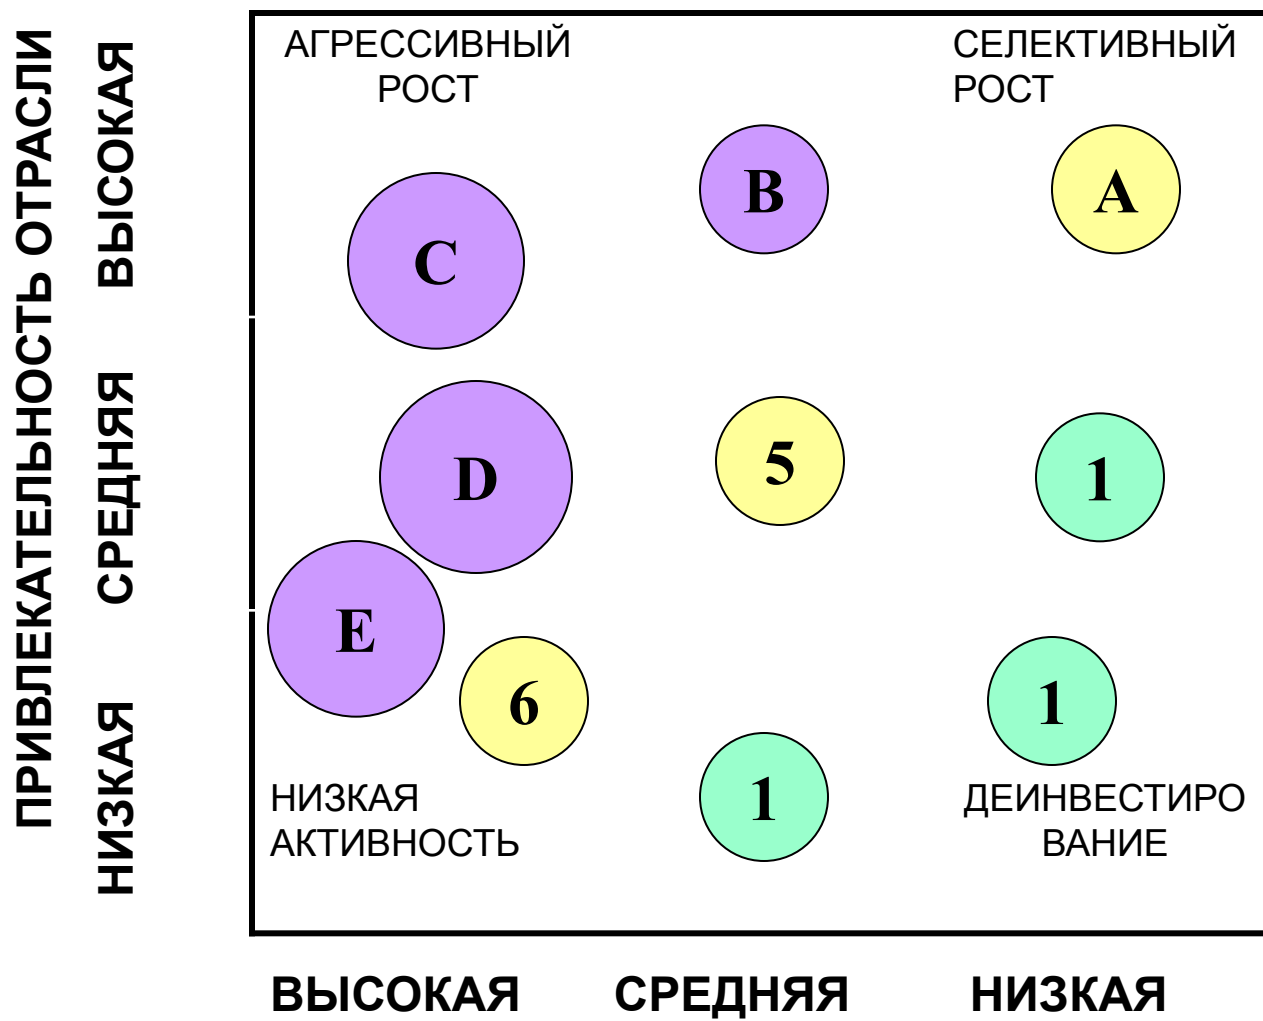 ПРИВЛЕКАТЕЛЬНОСТЬ ОТРАСЛИ
ВЫСОКАЯ
СРЕДНЯЯ
НИЗКАЯ
АГРЕССИВНЫЙ
РОСТ
СЕЛЕКТИВНЫЙ
РОСТ
B
A
C
D
5
1
E
6
1
1
НИЗКАЯ
АКТИВНОСТЬ
ДЕИНВЕСТИРО
ВАНИЕ
ВЫСОКАЯ
СРЕДНЯЯ
НИЗКАЯ